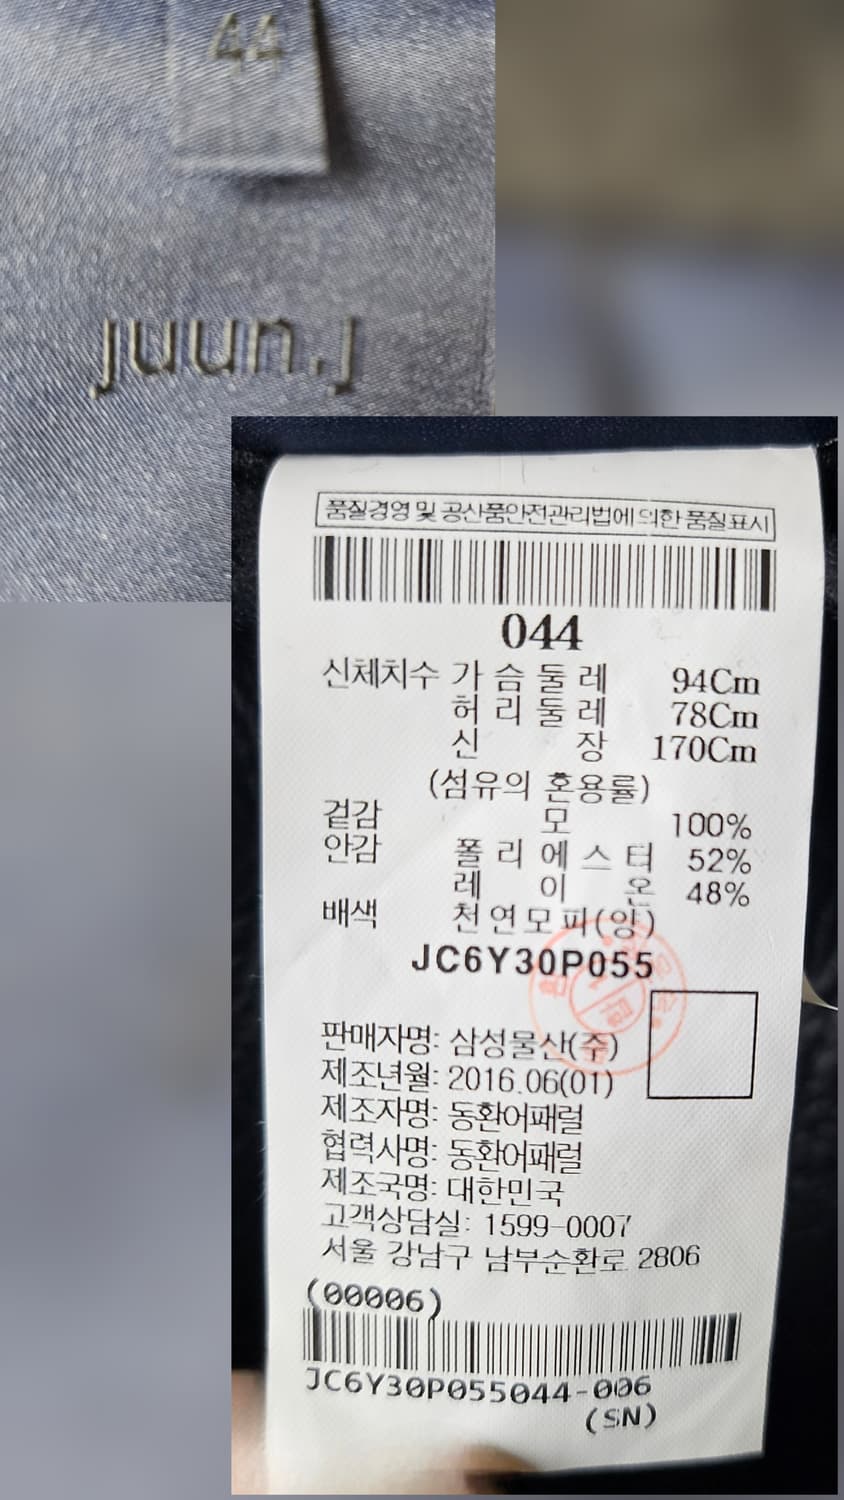 44
juun.j
품질경영 및 공산품안전관리법에 의한 품질표시
044
신체치수 가슴둘레 94Cm
허리둘레 78Cm
신장 170Cm
(섬유의 혼용률)
겉감 모 100%
안감 폴리에스터 52%
레이온 48%
배색 천연모피(양)
JC6Y30P055
판매자명: 삼성물산(주)
제조년월: 2016.06(01)
제조자명: 동환어패럴
협력사명: 동환어패럴
제조국명: 대한민국
고객상담실: 1599-0007
서울 강남구 남부순환로 2806
(00006)
JC6Y30P055044-006
(SN)